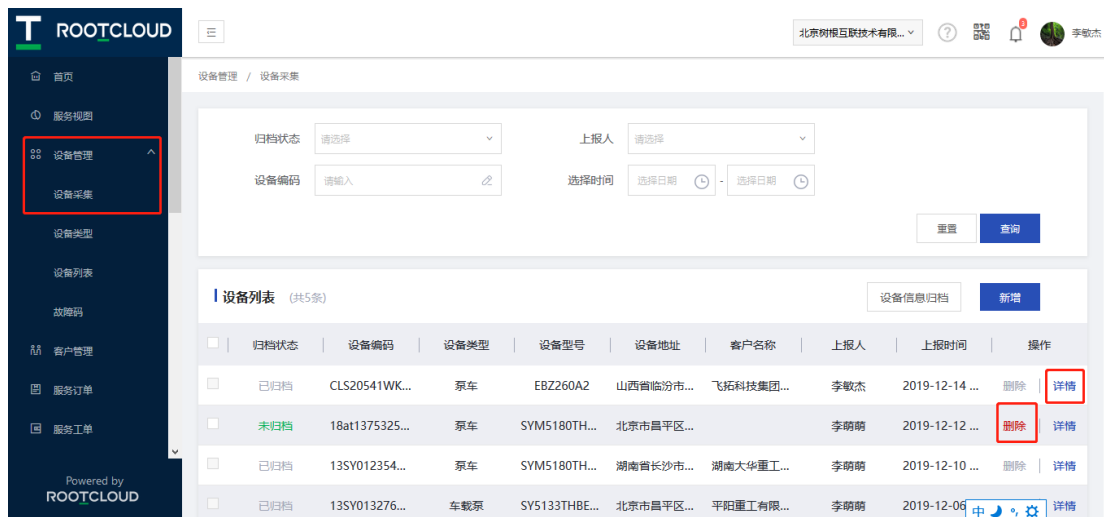 ROOTCLOUD
北京树根互联技术有限...
3
李敏杰
首页
服务视图
设备管理
设备采集
设备类型
设备列表
故障码
客户管理
服务订单
服务工单
Powered by
ROOTCLOUD
设备管理 / 设备采集
归档状态 请选择 上报人 请选择
设备编码 请输入 选择时间 选择日期 - 选择日期
重置 查询
设备列表 (共5条) 设备信息归档 新增
归档状态 设备编码 设备类型 设备型号 设备地址 客户名称 上报人 上报时间 操作
已归档 CLS20541WK... 泵车 EBZ260A2 山西省临汾市... 飞拓科技集团... 李敏杰 2019-12-14 ... 删除 详情
未归档 18at1375325... 泵车 SYM5180TH... 北京市昌平区... 李萌萌 2019-12-12 ... 删除 详情
已归档 13SY012354... 泵车 SYM5180TH... 湖南省长沙市... 湖南大华重工... 李萌萌 2019-12-10 ... 删除 详情
已归档 13SY013276... 车载泵 SY5133THBE... 北京市昌平区... 平阳重工有限... 李萌萌 2019-12-06 详情
中